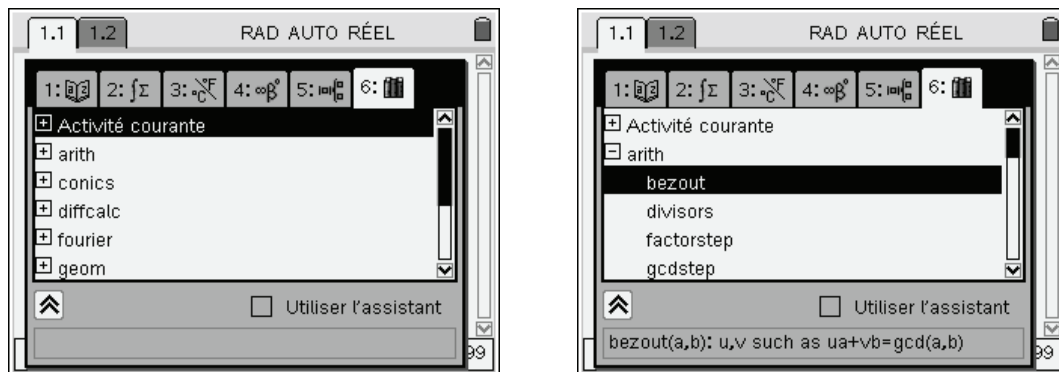 1.1 1.2 RAD AUTO RÉEL
1: 2: ∫Σ 3: °C°F 4: ∞β° 5: 6:
Activité courante
arith
conics
diffcalc
fourier
geom
Utiliser l'assistant
99
1.1 1.2 RAD AUTO RÉEL
1: 2: ∫Σ 3: °C°F 4: ∞β° 5: 6:
Activité courante
arith
bezout
divisors
factorstep
gcdstep
Utiliser l'assistant
bezout(a,b): u,v such as ua+vb=gcd(a,b)
99